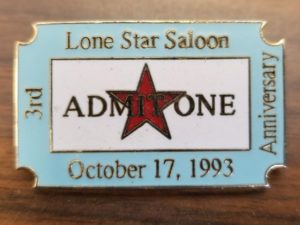 Lone Star Saloon
3rd
ADMIT ONE
Anniversary
October 17, 1993